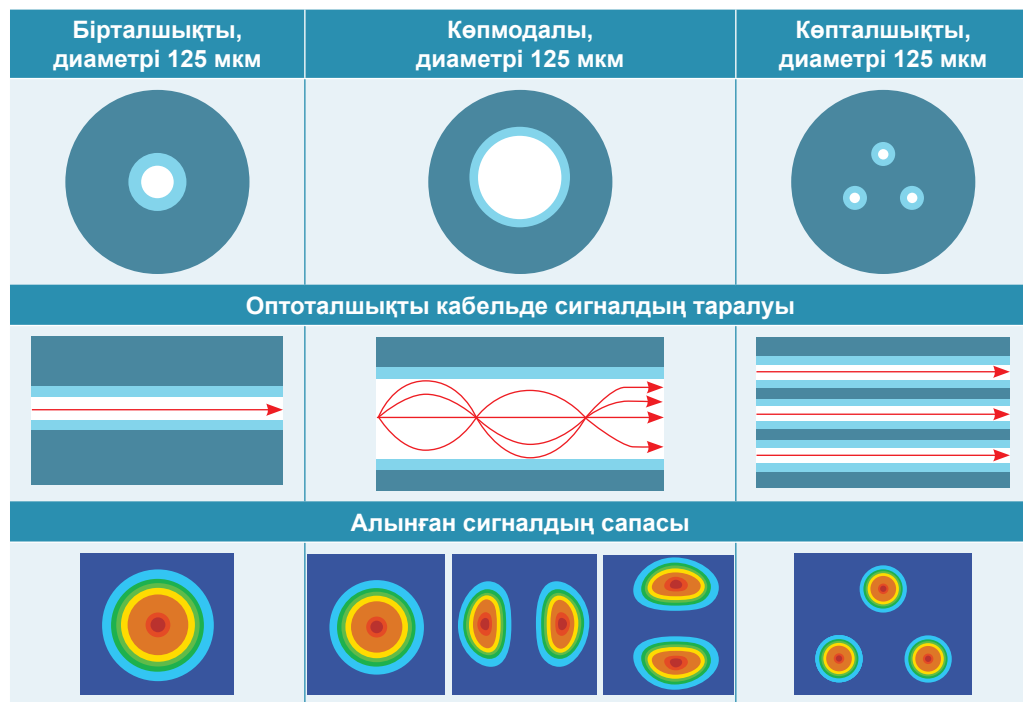 Бірталшықты,
диаметрі 125 мкм
Көпмодалы,
диаметрі 125 мкм
Көпталшықты,
диаметрі 125 мкм
Оптоталшықты кабельде сигналдың таралуы
Алынған сигналдың сапасы